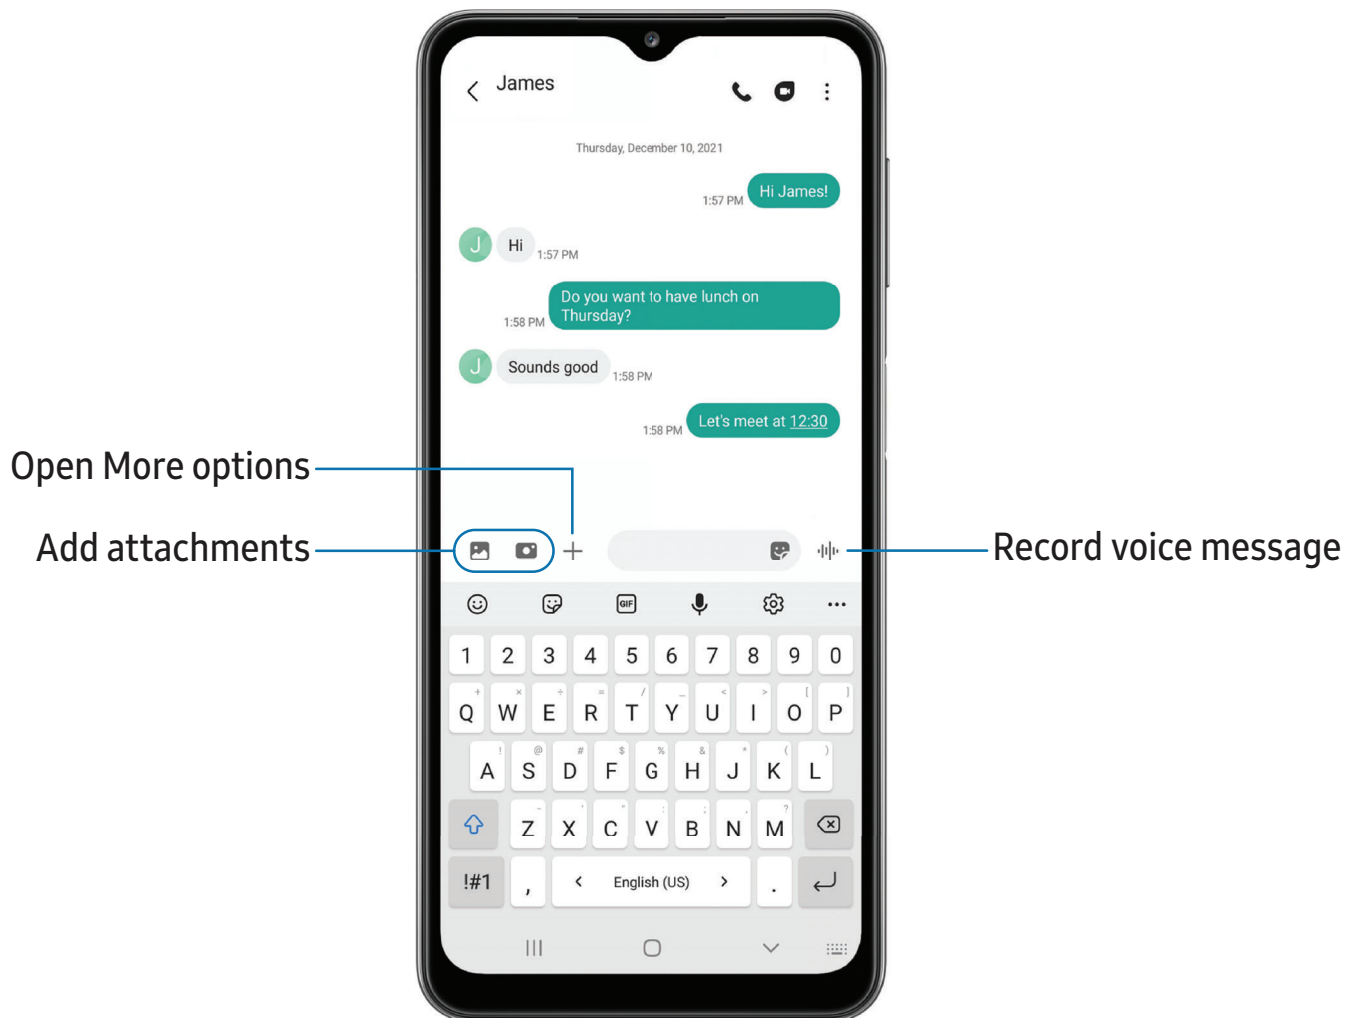 James
Thursday, December 10, 2021
1:57 PM Hi James!
J Hi 1:57 PM
Do you want to have lunch on
1:58 PM Thursday?
J Sounds good 1:58 PM
1:58 PM Let's meet at 12:30
Open More options
Add attachments
Record voice message
GIF
1 2 3 4 5 6 7 8 9 0
+ × ÷ = / _ < > [ ]
Q W E R T Y U I O P
! @ # $ % & * ( )
A S D F G H J K L
- ' " : ; , ?
Z X C V B N M
!#1 , < English (US) > .